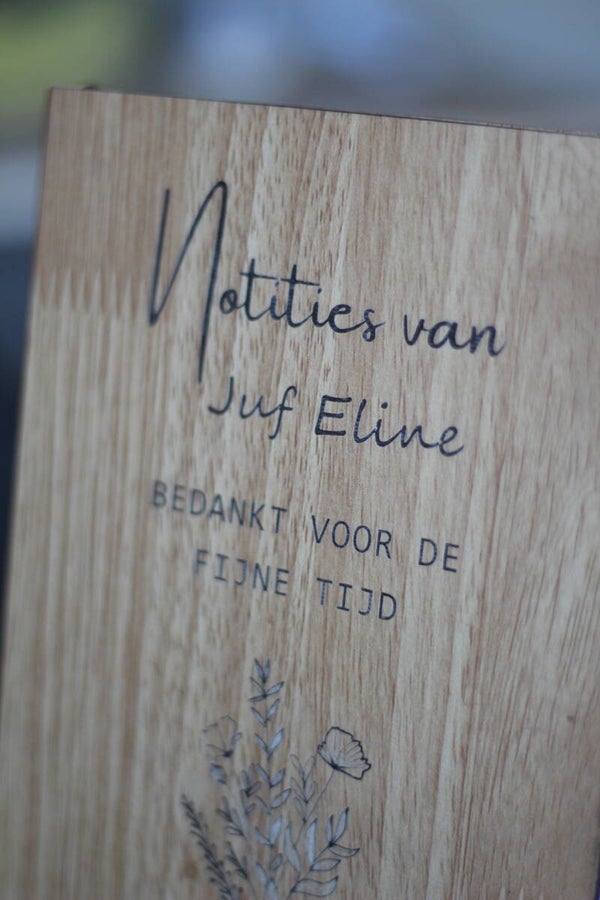 Notities van
Juf Eline
BEDANKT VOOR DE
FIJNE TIJD